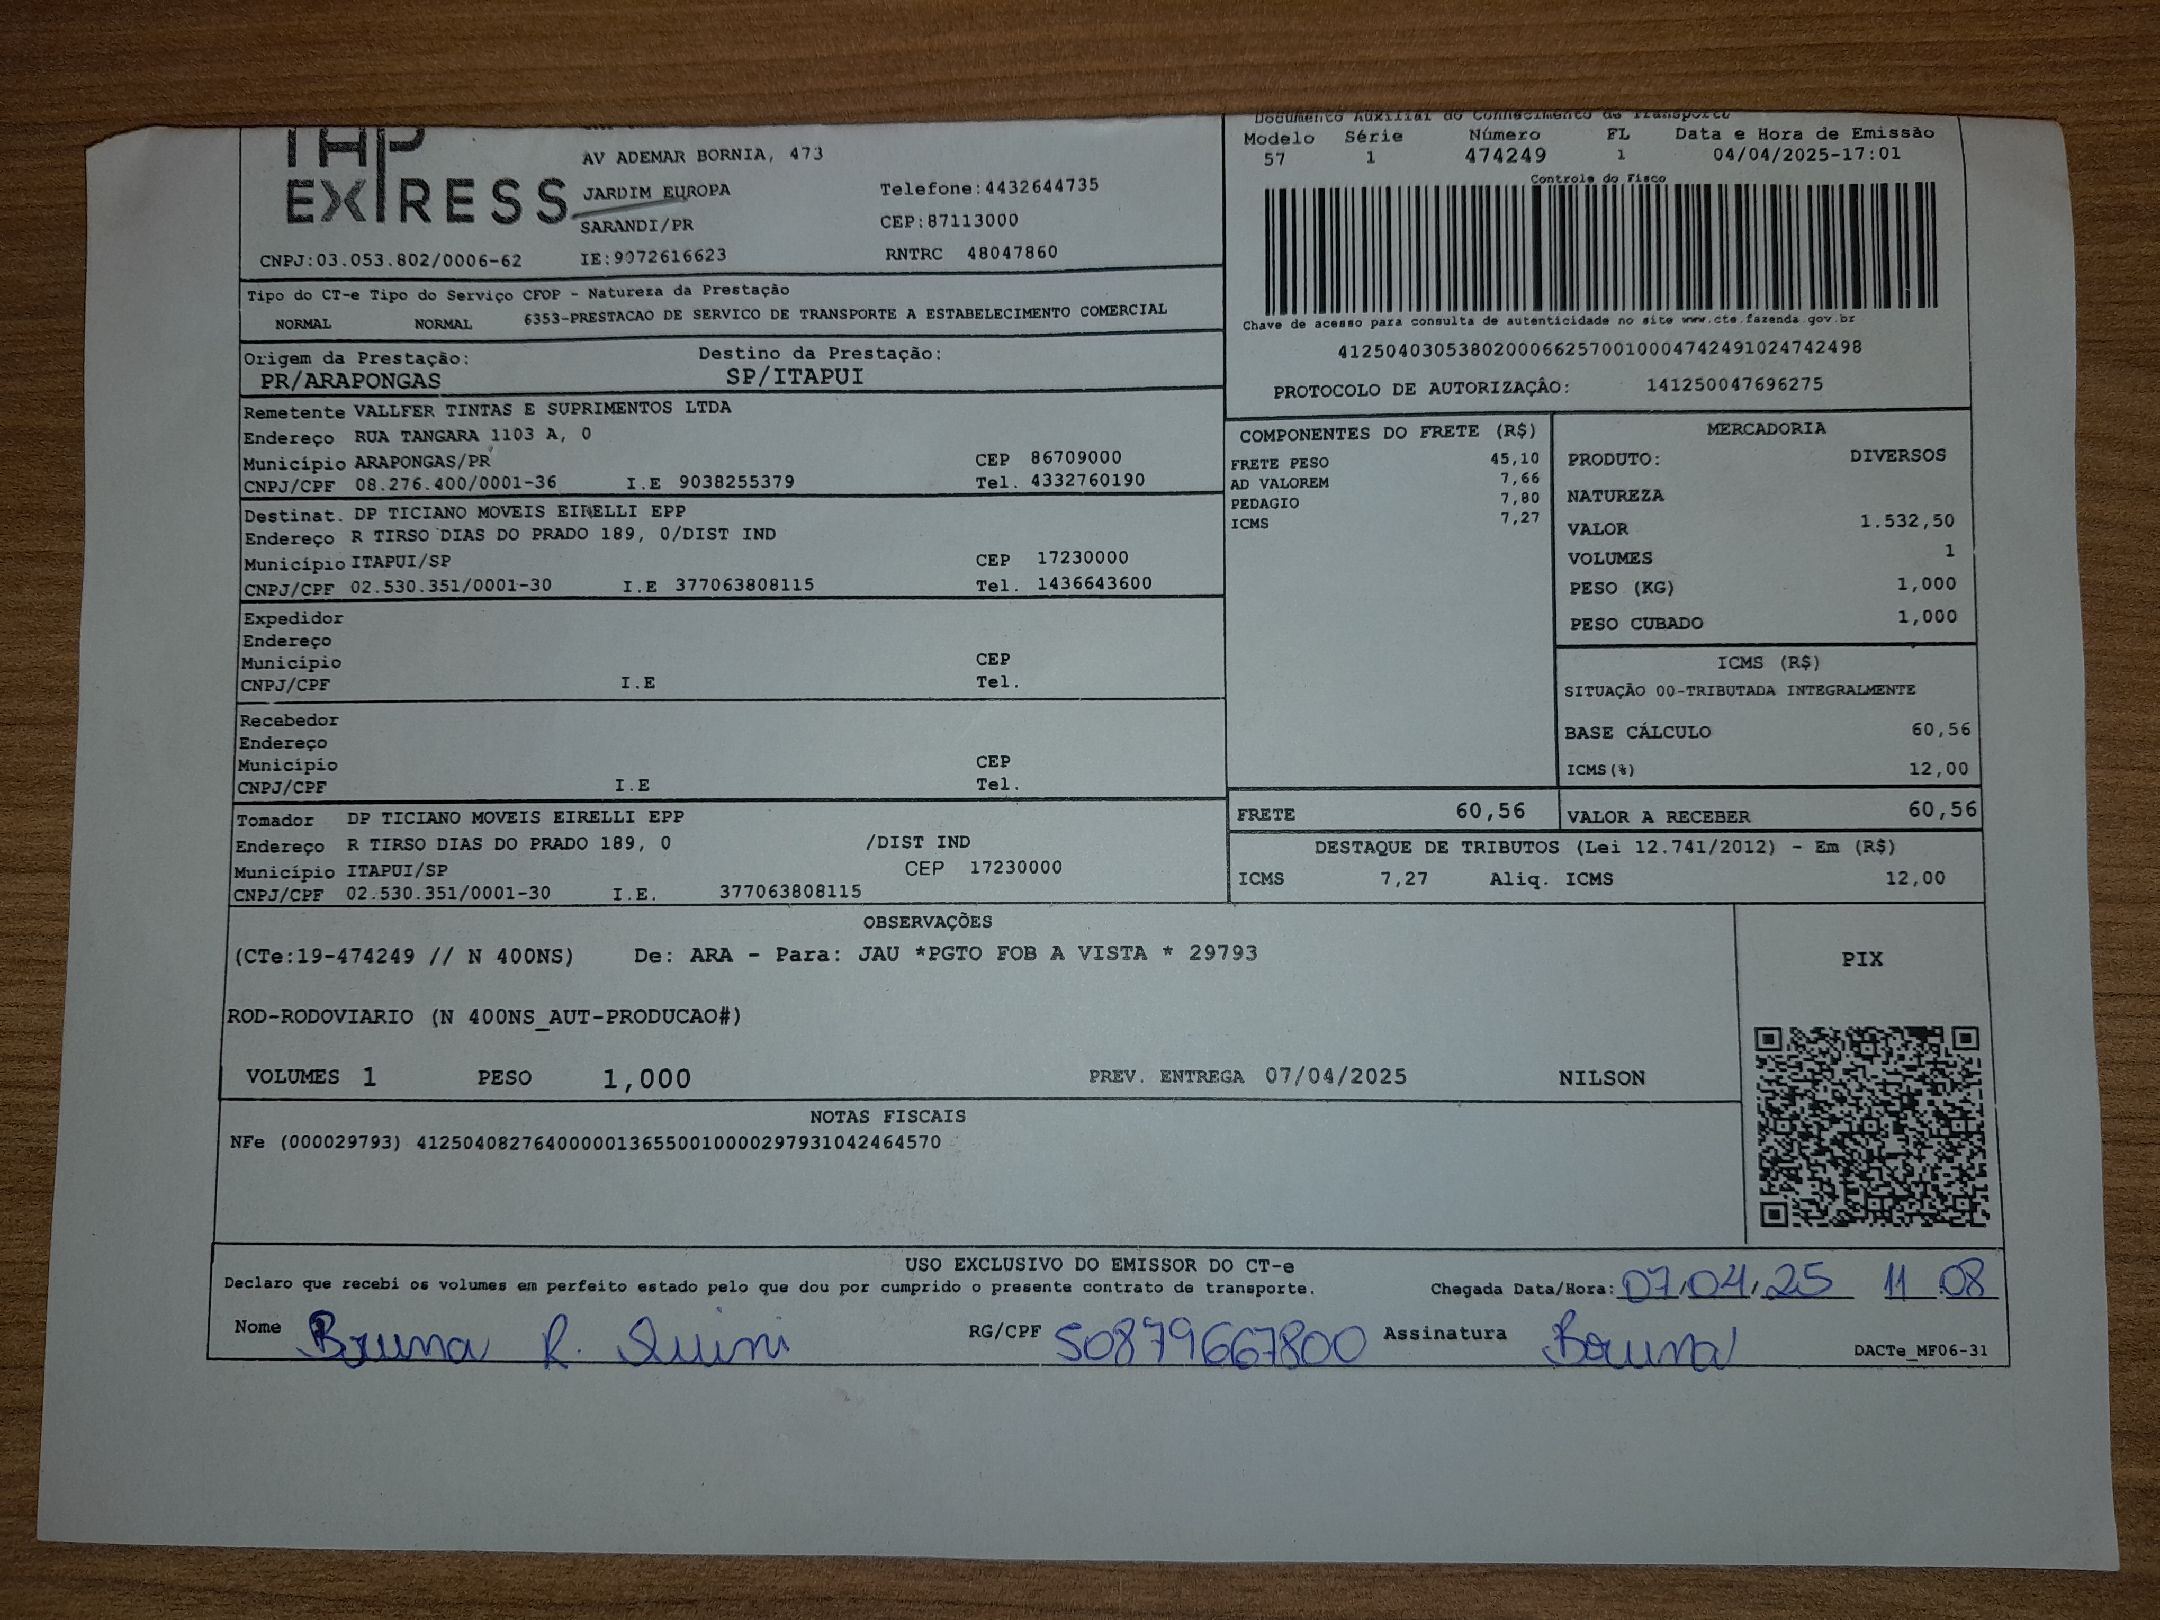 Documento Auxiliar do Conhecimento de Transporte
Modelo Série Número FL Data e Hora de Emissão
57 1 474249 1 04/04/2025-17:01
Controle do Fisco
Chave de acesso para consulta de autenticidade no site www.cte.fazenda.gov.br
41250403053802000662570010004742491024742498
PROTOCOLO DE AUTORIZAÇÃO: 141250047696275
EXPRESS
AV ADEMAR BORNIA, 473
JARDIM EUROPA Telefone:4432644735
SARANDI/PR CEP:87113000
CNPJ:03.053.802/0006-62 IE:9072616623 RNTRC 48047860
Tipo do CT-e Tipo do Serviço CFOP - Natureza da Prestação
NORMAL NORMAL 6353-PRESTACAO DE SERVICO DE TRANSPORTE A ESTABELECIMENTO COMERCIAL
Origem da Prestação: Destino da Prestação:
PR/ARAPONGAS SP/ITAPUI
Remetente VALLFER TINTAS E SUPRIMENTOS LTDA
Endereço RUA TANGARA 1103 A, 0
Município ARAPONGAS/PR CEP 86709000
CNPJ/CPF 08.276.400/0001-36 I.E 9038255379 Tel. 4332760190
Destinat. DP TICIANO MOVEIS EIRELLI EPP
Endereço R TIRSO DIAS DO PRADO 189, 0/DIST IND
Município ITAPUI/SP CEP 17230000
CNPJ/CPF 02.530.351/0001-30 I.E 377063808115 Tel. 1436643600
Expedidor
Endereço
Município CEP
CNPJ/CPF I.E Tel.
Recebedor
Endereço
Município CEP
CNPJ/CPF I.E Tel.
Tomador DP TICIANO MOVEIS EIRELLI EPP
Endereço R TIRSO DIAS DO PRADO 189, 0 /DIST IND
Município ITAPUI/SP CEP 17230000
CNPJ/CPF 02.530.351/0001-30 I.E. 377063808115
COMPONENTES DO FRETE (R$)
FRETE PESO 45,10
AD VALOREM 7,66
PEDAGIO 7,80
ICMS 7,27
MERCADORIA
PRODUTO: DIVERSOS
NATUREZA
VALOR 1.532,50
VOLUMES 1
PESO (KG) 1,000
PESO CUBADO 1,000
ICMS (R$)
SITUAÇÃO 00-TRIBUTADA INTEGRALMENTE
BASE CÁLCULO 60,56
ICMS(%) 12,00
FRETE 60,56 VALOR A RECEBER 60,56
DESTAQUE DE TRIBUTOS (Lei 12.741/2012) - Em (R$)
ICMS 7,27 Aliq. ICMS 12,00
OBSERVAÇÕES
(CTe:19-474249 // N 400NS) De: ARA - Para: JAU *PGTO FOB A VISTA * 29793
ROD-RODOVIARIO (N 400NS_AUT-PRODUCAO#)
VOLUMES 1 PESO 1,000 PREV. ENTREGA 07/04/2025 NILSON
PIX
NOTAS FISCAIS
NFe (000029793) 41250408276400000136550010000297931042464570
USO EXCLUSIVO DO EMISSOR DO CT-e
Declaro que recebi os volumes em perfeito estado pelo que dou por cumprido o presente contrato de transporte. Chegada Data/Hora: 07/04/25 11 08
Nome Bruna R. RG/CPF 50879667800 Assinatura Bruna
DACTe_MF06-31